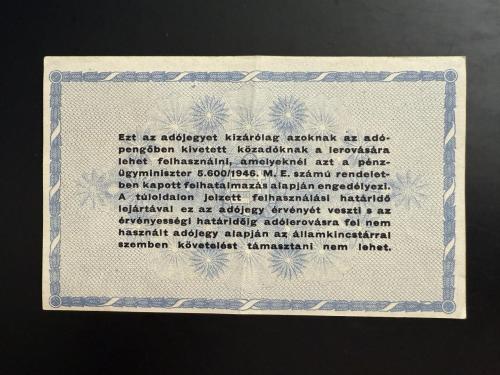 Ezt az adójegyet kizárólag azoknak az adó-
pengőben kivetett közadóknak a lerovására
lehet felhasználni, amelyeknél azt a pénz-
ügyminiszter 5.600/1946. M. E. számú rendelet-
ben kapott felhatalmazás alapján engedélyezi.
A túloldalon jelzett felhasználási határidő
lejártával ez az adójegy érvényét veszti s az
érvényességi határidőig adólerovásra fel nem
használt adójegy alapján az államkincstárral
szemben követelést támasztani nem lehet.